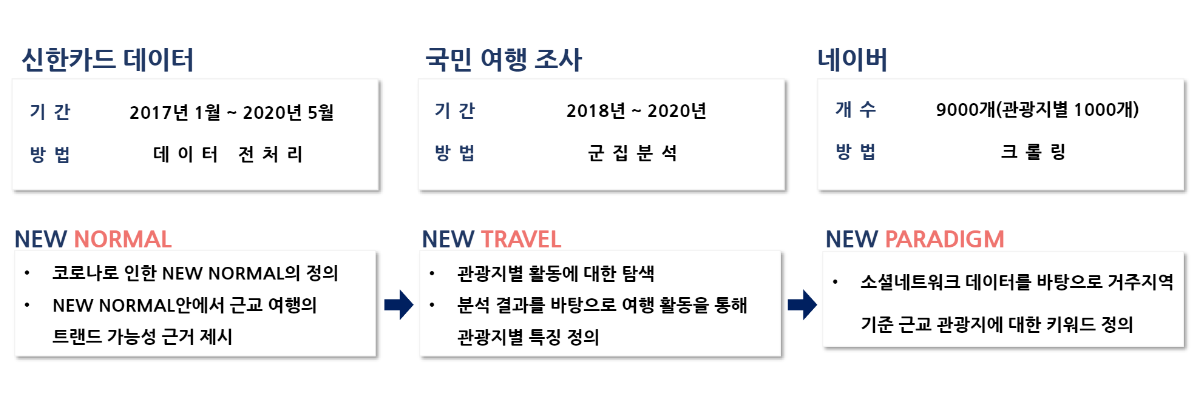 신한카드 데이터
기 간 2017년 1월 ~ 2020년 5월
방 법 데 이 터 전 처 리
국민 여행 조사
기 간 2018년 ~ 2020년
방 법 군 집 분 석
네이버
개 수 9000개(관광지별 1000개)
방 법 크 롤 링
NEW NORMAL
• 코로나로 인한 NEW NORMAL의 정의
• NEW NORMAL안에서 근교 여행의
트랜드 가능성 근거 제시
NEW TRAVEL
• 관광지별 활동에 대한 탐색
• 분석 결과를 바탕으로 여행 활동을 통해
관광지별 특징 정의
NEW PARADIGM
• 소셜네트워크 데이터를 바탕으로 거주지역
기준 근교 관광지에 대한 키워드 정의